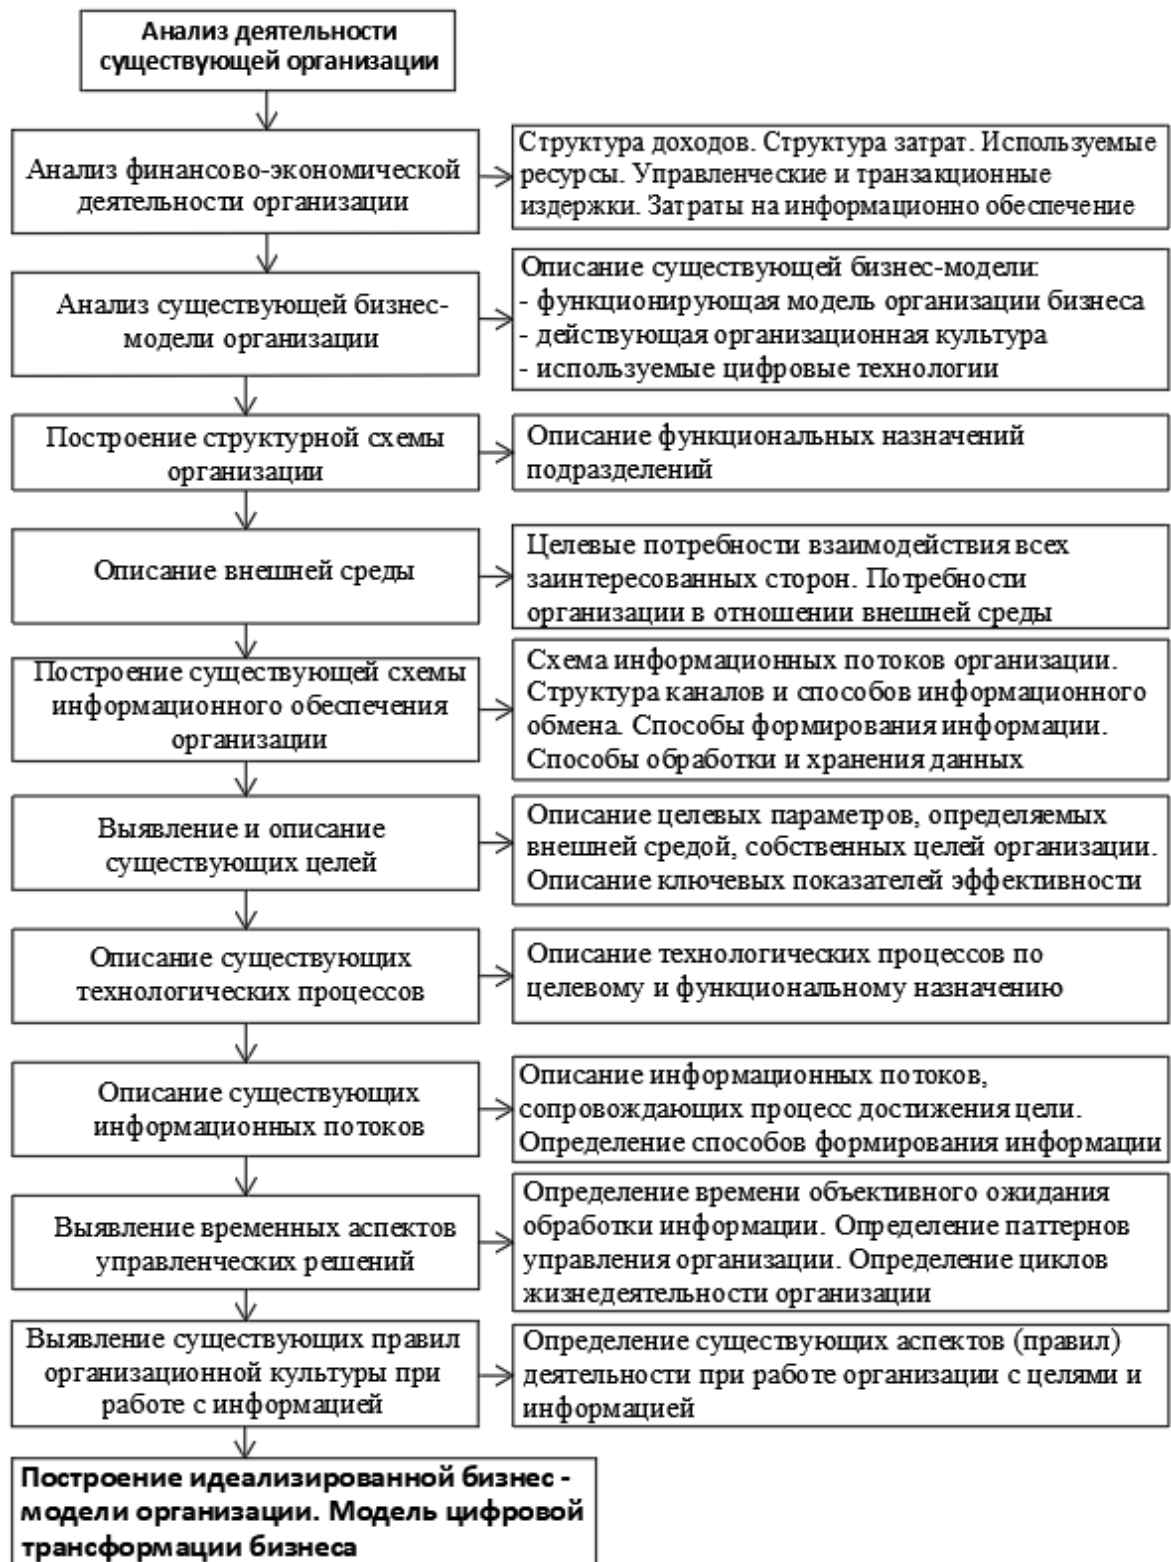 Анализ деятельности
существующей организации
Анализ финансово-экономической
деятельности организации
Структура доходов. Структура затрат. Используемые
ресурсы. Управленческие и транзакционные
издержки. Затраты на информационно обеспечение
Анализ существующей бизнес-
модели организации
Описание существующей бизнес-модели:
- функционирующая модель организации бизнеса
- действующая организационная культура
- используемые цифровые технологии
Построение структурной схемы
организации
Описание функциональных назначений
подразделений
Описание внешней среды
Целевые потребности взаимодействия всех
заинтересованных сторон. Потребности
организации в отношении внешней среды
Построение существующей схемы
информационного обеспечения
организации
Схема информационных потоков организации.
Структура каналов и способов информационного
обмена. Способы формирования информации.
Способы обработки и хранения данных
Выявление и описание
существующих целей
Описание целевых параметров, определяемых
внешней средой, собственных целей организации.
Описание ключевых показателей эффективности
Описание существующих
технологических процессов
Описание технологических процессов по
целевому и функциональному назначению
Описание существующих
информационных потоков
Описание информационных потоков,
сопровождающих процесс достижения цели.
Определение способов формирования информации
Выявление временных аспектов
управленческих решений
Определение времени объективного ожидания
обработки информации. Определение паттернов
управления организации. Определение циклов
жизнедеятельности организации
Выявление существующих правил
организационной культуры при
работе с информацией
Определение существующих аспектов (правил)
деятельности при работе организации с целями и
информацией
Построение идеализированной бизнес -
модели организации. Модель цифровой
трансформации бизнеса